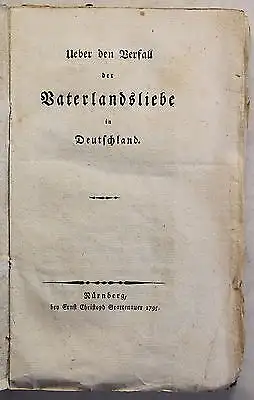 Ueber den Verfall
der
Vaterlandsliebe
in
Deutschland.
Nürnberg,
bey Ernst Christoph Grattenauer 1795.